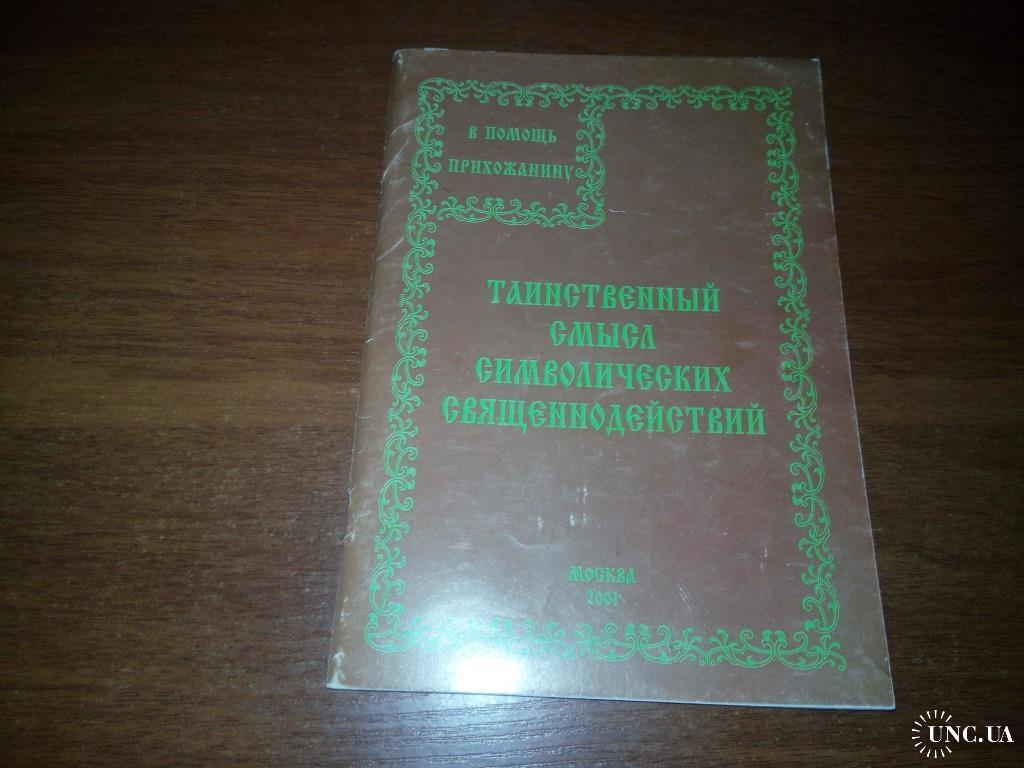 В ПОМОЩЬ
ПРИХОЖАНИНУ
ТАИНСТВЕННЫЙ
СМЫСЛ
СИМВОЛИЧЕСКИХ
СВЯЩЕННОДЕЙСТВИЙ
МОСКВА
2001
UNC.UA